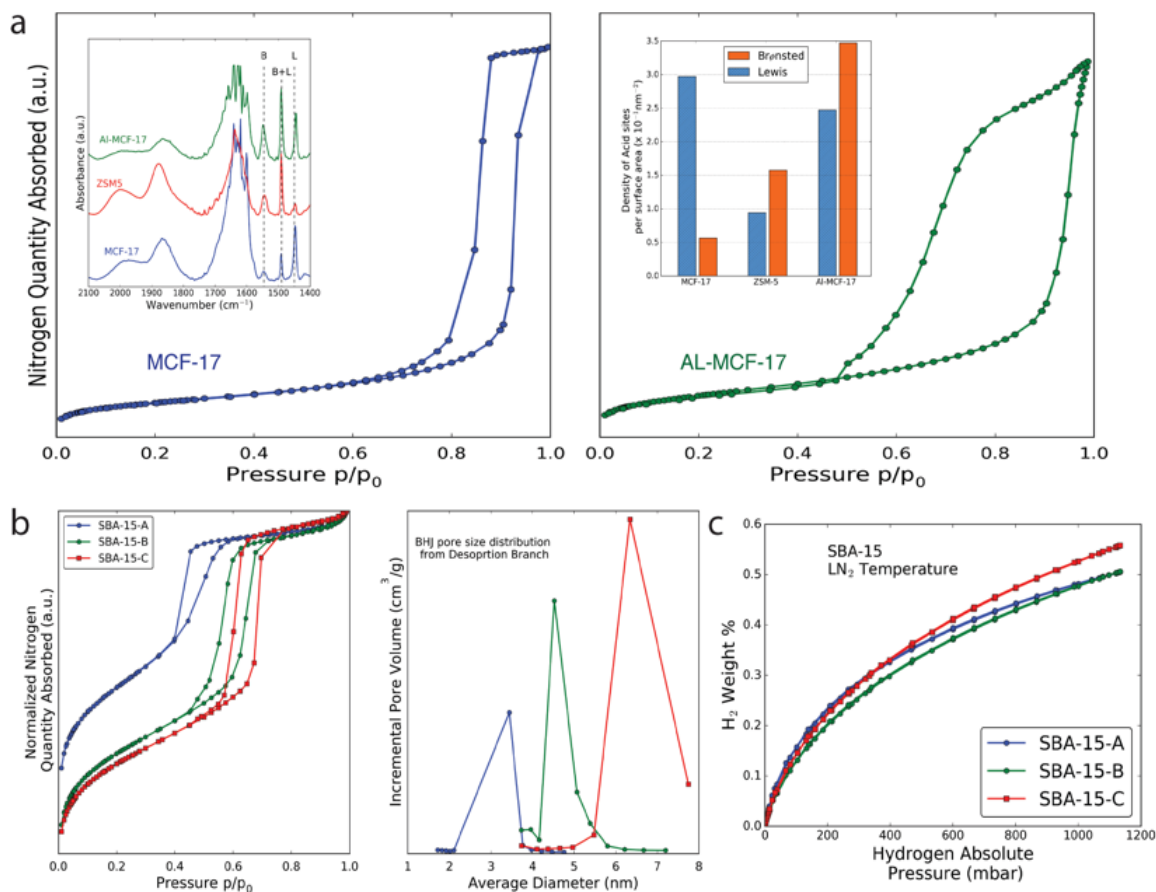 a
Nitrogen Quantity Absorbed (a.u.)
Absorbance (a.u.)
B
B+L
L
Al-MCF-17
ZSM5
MCF-17
2100 2000 1900 1800 1700 1600 1500 1400
Wavenumber (cm⁻¹)
MCF-17
0.0 0.2 0.4 0.6 0.8 1.0
Pressure p/p₀
Density of Acid sites
per surface area (x 10⁻¹nm⁻²)
3.5
3.0
2.5
2.0
1.5
1.0
0.5
0.0
Brønsted
Lewis
MCF-17 ZSM-5 Al-MCF-17
AL-MCF-17
0.0 0.2 0.4 0.6 0.8 1.0
Pressure p/p₀
b
Normalized Nitrogen
Quantity Absorbed (a.u.)
SBA-15-A
SBA-15-B
SBA-15-C
0.0 0.2 0.4 0.6 0.8 1.0
Pressure p/p₀
Incremental Pore Volume (cm³/g)
BHJ pore size distribution
from Desoprtion Branch
1 2 3 4 5 6 7 8
Average Diameter (nm)
c
H₂ Weight %
0.6
0.5
0.4
0.3
0.2
0.1
0.0
SBA-15
LN₂ Temperature
SBA-15-A
SBA-15-B
SBA-15-C
0 200 400 600 800 1000 1200
Hydrogen Absolute
Pressure (mbar)